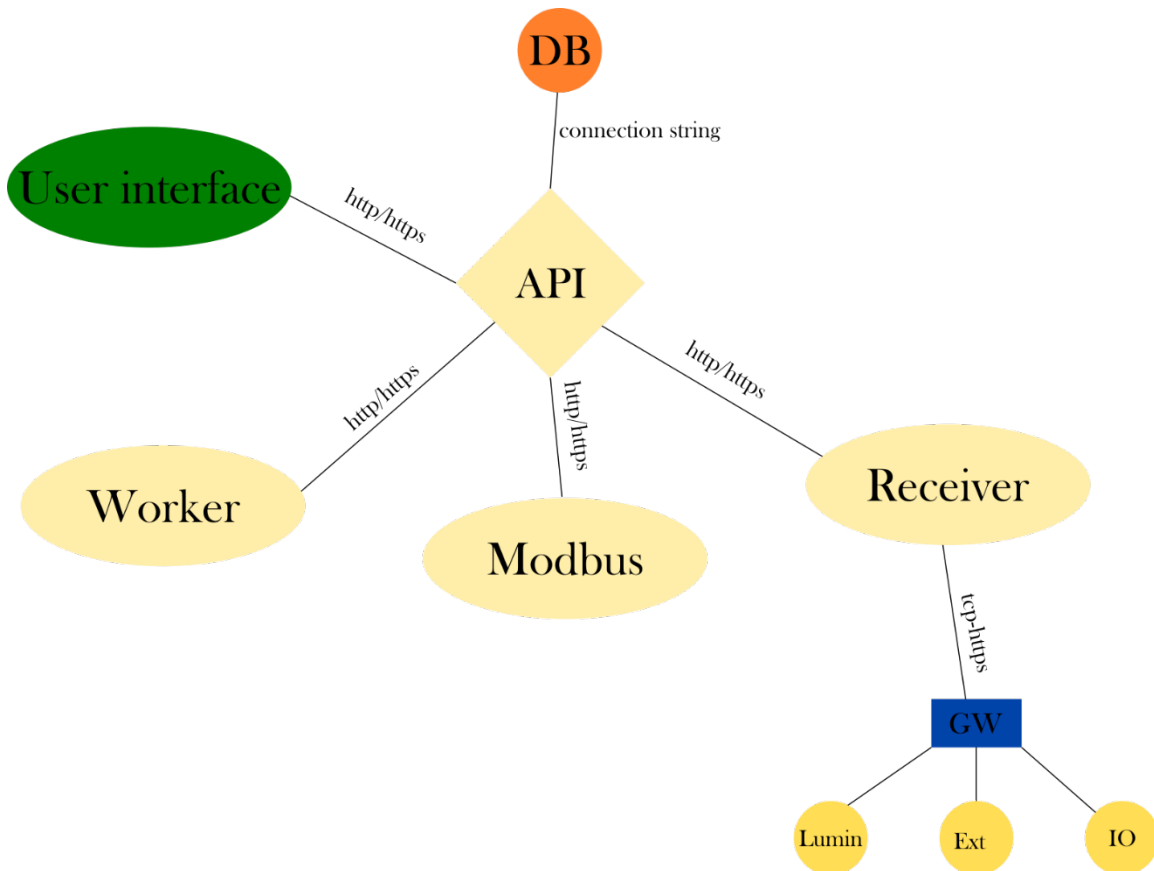 DB
connection string
User interface
http/https
API
http/https
http/https
http/https
Worker
Modbus
Receiver
tcp-https
GW
Lumin
Ext
IO